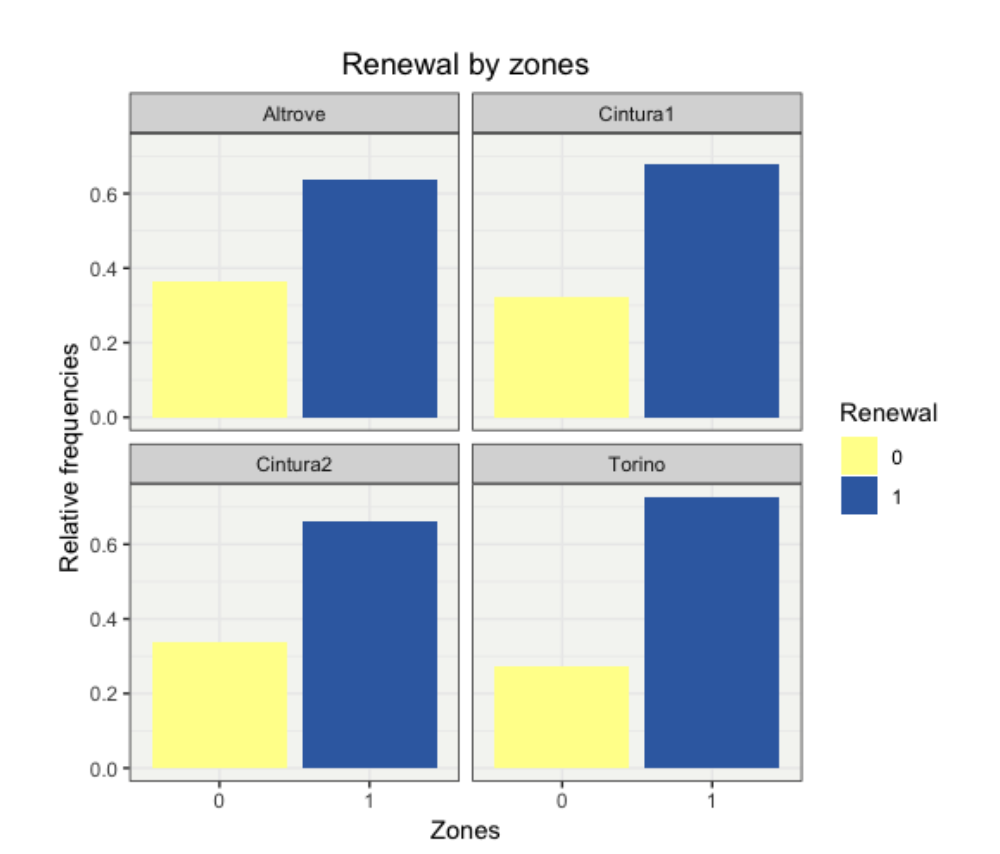 Renewal by zones
Altrove
Cintura1
0.6
0.4
0.2
0.0
Cintura2
Torino
0.6
0.4
0.2
0.0
0
1
0
1
Zones
Relative frequencies
Renewal
0
1